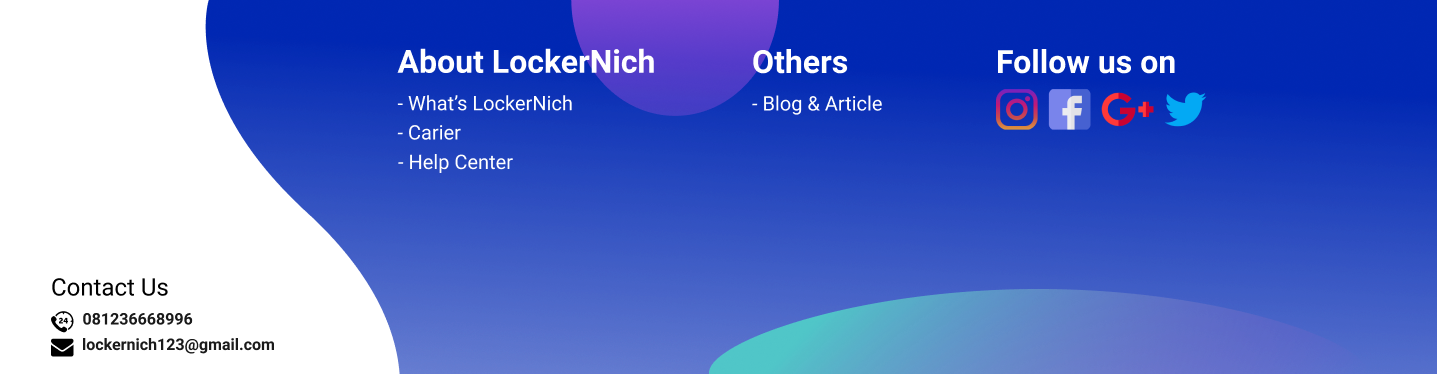 About LockerNich
- What's LockerNich
- Carier
- Help Center
Others
- Blog & Article
Follow us on
Contact Us
24
081236668996
lockernich123@gmail.com